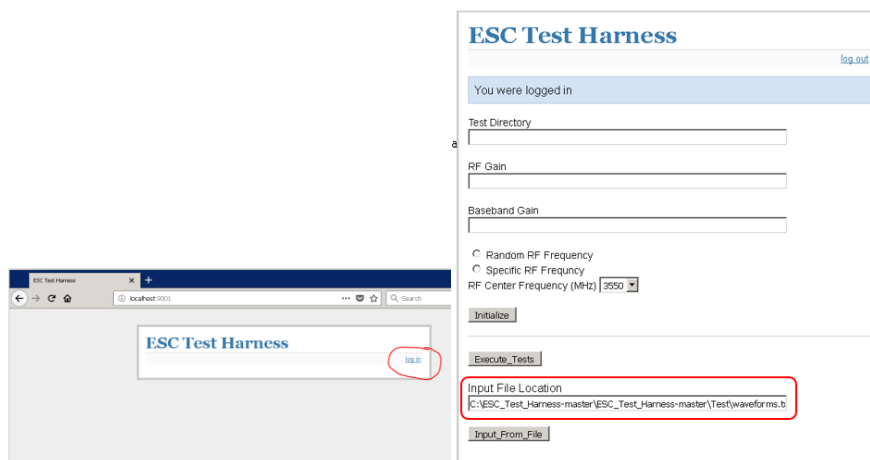 ESC Test Harness
localhost:9001
Search
ESC Test Harness
log in
a
ESC Test Harness
log out
You were logged in
Test Directory
RF Gain
Baseband Gain
Random RF Frequency
Specific RF Frequncy
RF Center Frequency (MHz) 3550
Initialize
Execute_Tests
Input File Location
C:\ESC_Test_Harness-master\ESC_Test_Harness-master\Test\waveforms.t
Input_From_File